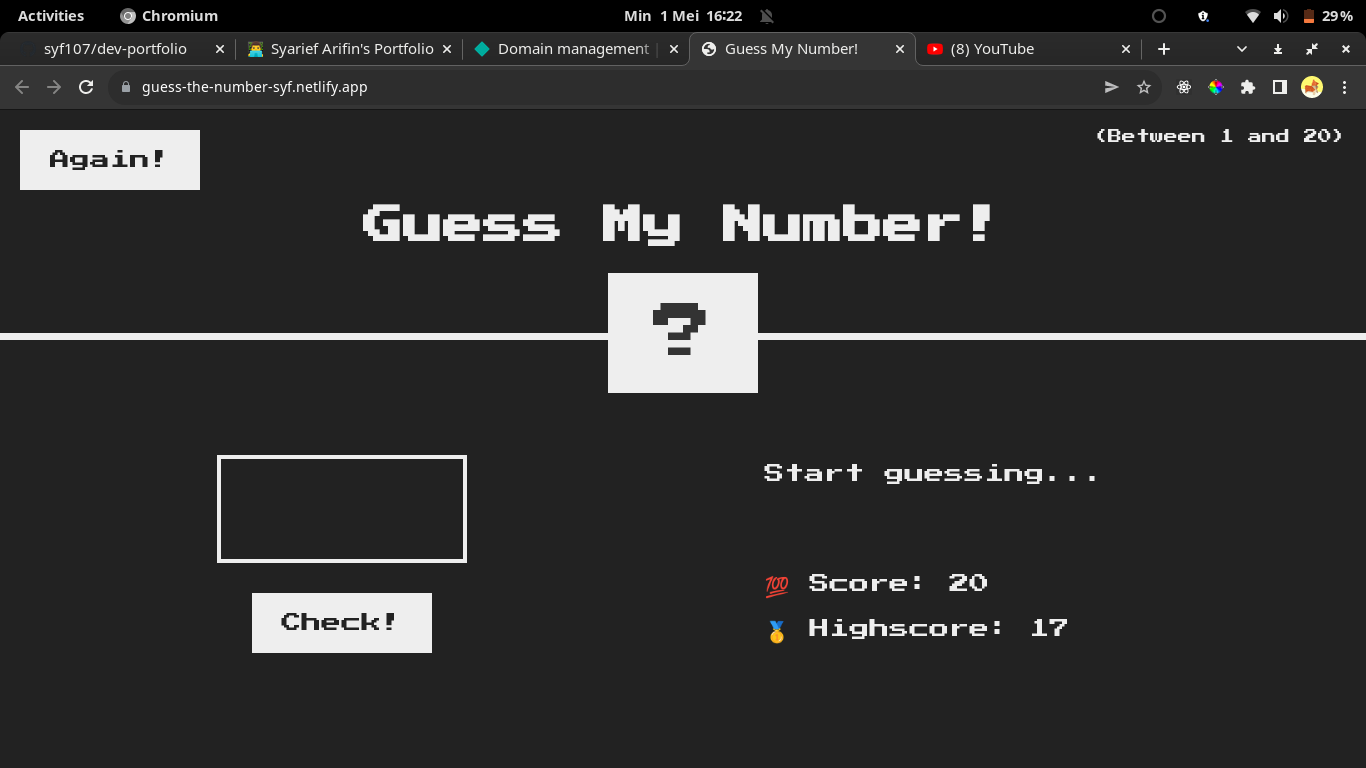 Activities Chromium Min 1 Mei 16:22 29%
syf107/dev-portfolio Syarief Arifin's Portfolio Domain management | Guess My Number! (8) YouTube
guess-the-number-syf.netlify.app
Again! (Between 1 and 20)
Guess My Number!
?
Start guessing...
💯 Score: 20
Check!
🥇 Highscore: 17